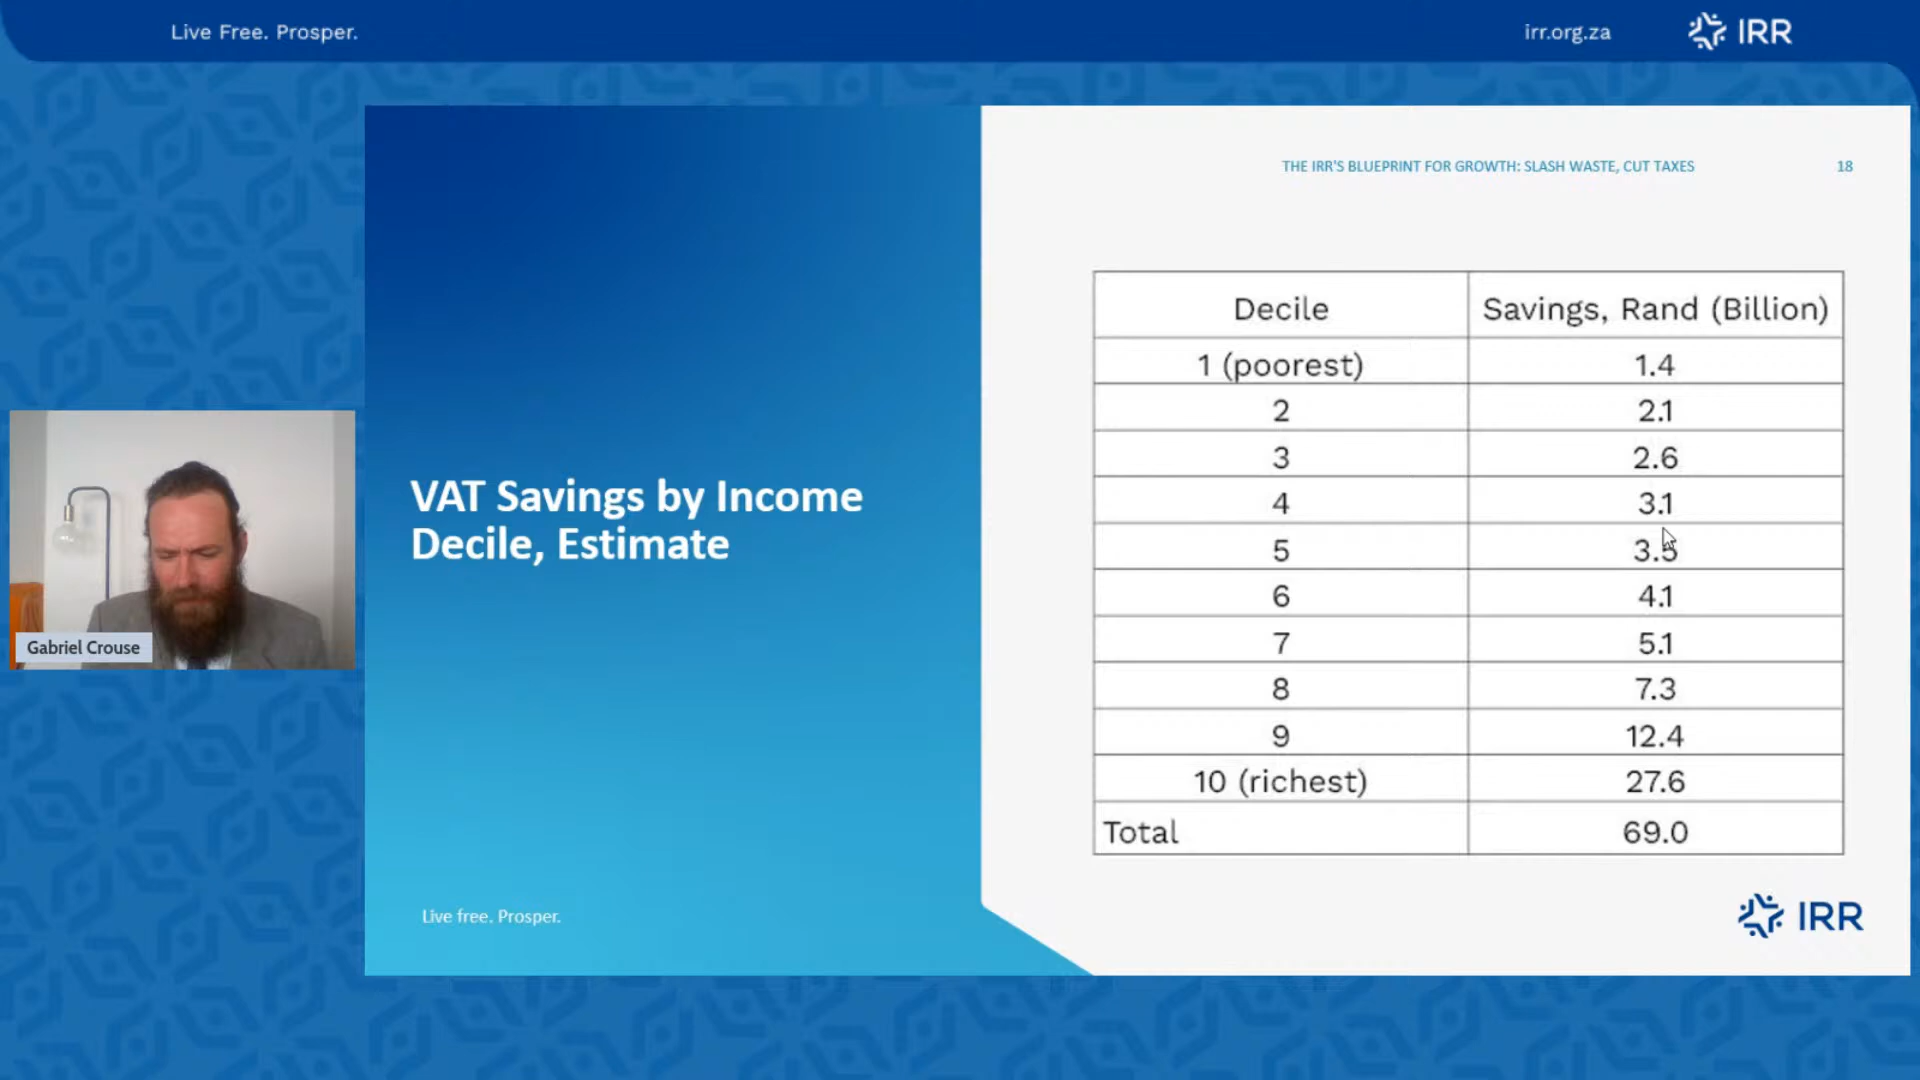 Live Free. Prosper.
irr.org.za
IRR
THE IRR'S BLUEPRINT FOR GROWTH: SLASH WASTE, CUT TAXES
18
VAT Savings by Income
Decile, Estimate
Decile Savings, Rand (Billion)
1 (poorest) 1.4
2 2.1
3 2.6
4 3.1
5 3.5
6 4.1
7 5.1
8 7.3
9 12.4
10 (richest) 27.6
Total 69.0
Gabriel Crouse
Live free. Prosper.
IRR